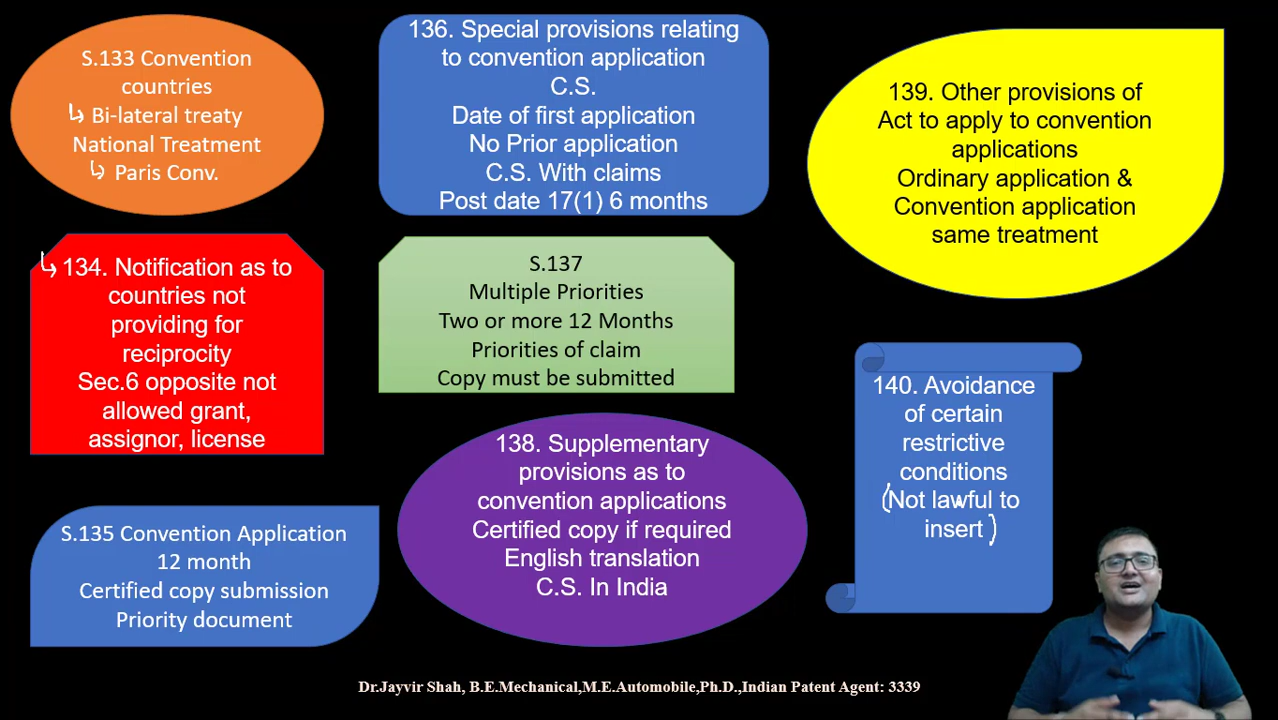 S.133 Convention
countries
↳ Bi-lateral treaty
National Treatment
↳ Paris Conv.
↳ 134. Notification as to
countries not
providing for
reciprocity
Sec.6 opposite not
allowed grant,
assignor, license
S.135 Convention Application
12 month
Certified copy submission
Priority document
136. Special provisions relating
to convention application
C.S.
Date of first application
No Prior application
C.S. With claims
Post date 17(1) 6 months
S.137
Multiple Priorities
Two or more 12 Months
Priorities of claim
Copy must be submitted
138. Supplementary
provisions as to
convention applications
Certified copy if required
English translation
C.S. In India
139. Other provisions of
Act to apply to convention
applications
Ordinary application &
Convention application
same treatment
140. Avoidance
of certain
restrictive
conditions
(Not lawful to
insert )
Dr.Jayvir Shah, B.E.Mechanical,M.E.Automobile,Ph.D.,Indian Patent Agent: 3339